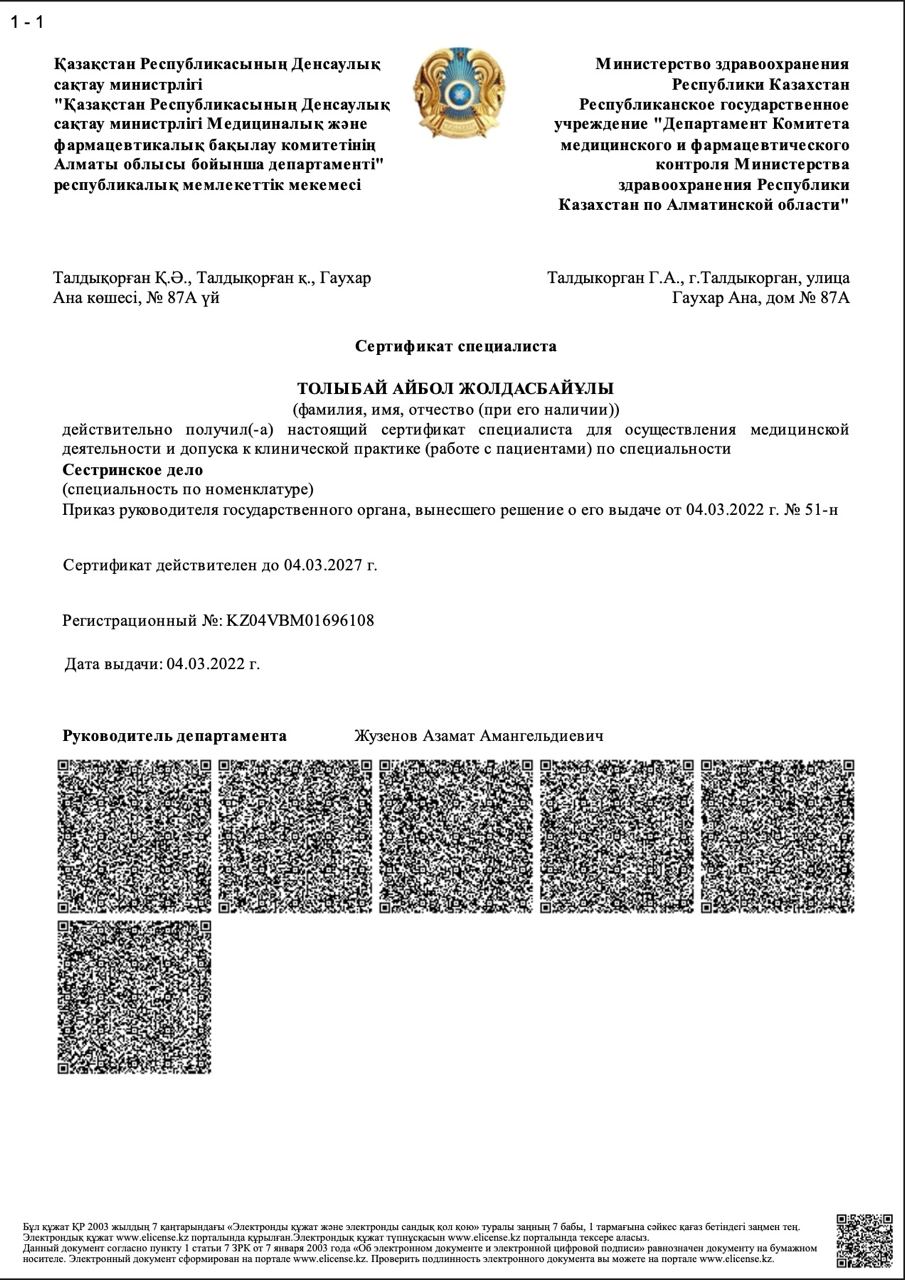 1 - 1
Қазақстан Республикасының Денсаулық
сақтау министрлігі
"Қазақстан Республикасының Денсаулық
сақтау министрлігі Медициналық және
фармацевтикалық бақылау комитетінің
Алматы облысы бойынша департаменті"
республикалық мемлекеттік мекемесі
Министерство здравоохранения
Республики Казахстан
Республиканское государственное
учреждение "Департамент Комитета
медицинского и фармацевтического
контроля Министерства
здравоохранения Республики
Казахстан по Алматинской области"
Талдықорған Қ.Ә., Талдықорған қ., Гаухар
Ана көшесі, № 87А үй
Талдыкорган Г.А., г.Талдыкорган, улица
Гаухар Ана, дом № 87А
Сертификат специалиста
ТОЛЫБАЙ АЙБОЛ ЖОЛДАСБАЙҰЛЫ
(фамилия, имя, отчество (при его наличии))
действительно получил(-а) настоящий сертификат специалиста для осуществления медицинской
деятельности и допуска к клинической практике (работе с пациентами) по специальности
Сестринское дело
(специальность по номенклатуре)
Приказ руководителя государственного органа, вынесшего решение о его выдаче от 04.03.2022 г. № 51-н
Сертификат действителен до 04.03.2027 г.
Регистрационный №: KZ04VBM01696108
Дата выдачи: 04.03.2022 г.
Руководитель департамента Жузенов Азамат Амангельдиевич
Бұл құжат ҚР 2003 жылдың 7 қаңтарындағы «Электронды құжат және электронды сандық қол қою» туралы заңның 7 бабы, 1 тармағына сәйкес қағаз бетіндегі заңмен тең.
Электрондық құжат www.elicense.kz порталында құрылған.Электрондық құжат түпнұсқасын www.elicense.kz порталында тексере аласыз.
Данный документ согласно пункту 1 статьи 7 ЗРК от 7 января 2003 года «Об электронном документе и электронной цифровой подписи» равнозначен документу на бумажном
носителе. Электронный документ сформирован на портале www.elicense.kz. Проверить подлинность электронного документа вы можете на портале www.elicense.kz.